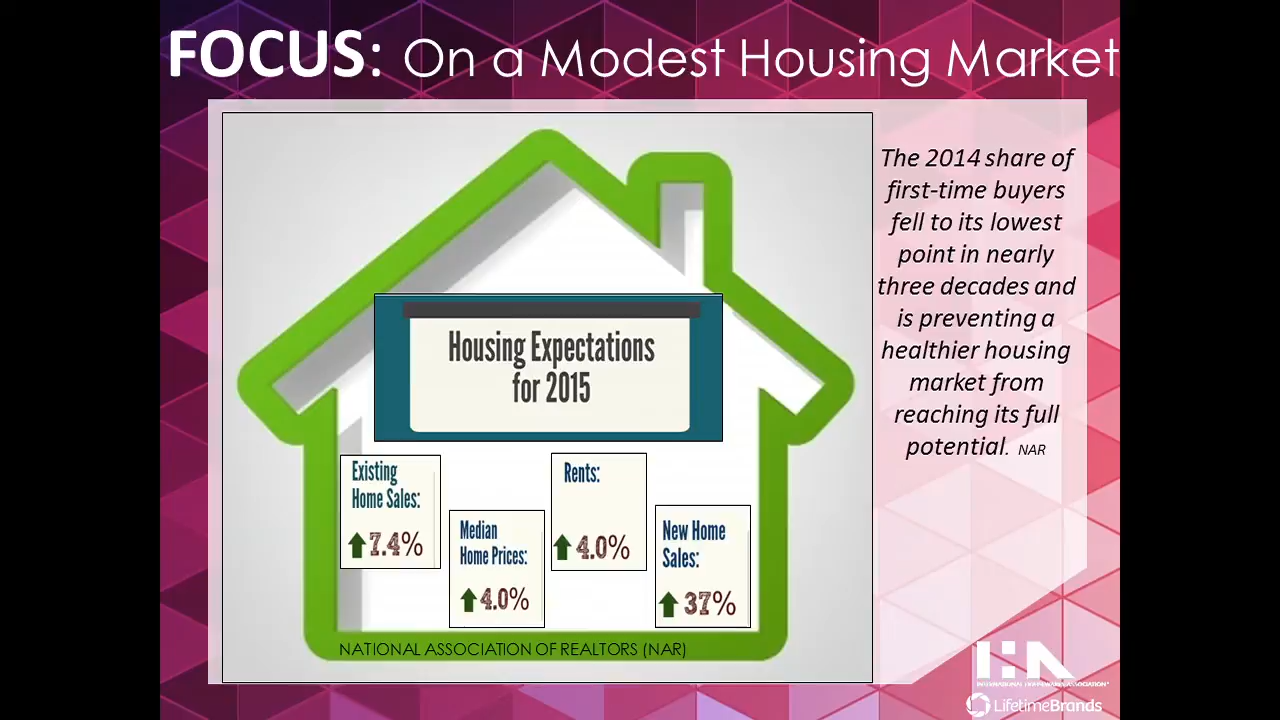 FOCUS: On a Modest Housing Market
Housing Expectations
for 2015
Existing
Home Sales:
7.4%
Median
Home Prices:
4.0%
Rents:
4.0%
New Home
Sales:
37%
NATIONAL ASSOCIATION OF REALTORS (NAR)
The 2014 share of
first-time buyers
fell to its lowest
point in nearly
three decades and
is preventing a
healthier housing
market from
reaching its full
potential. NAR
INTERNATIONAL HOUSEWARES ASSOCIATION
LifetimeBrands